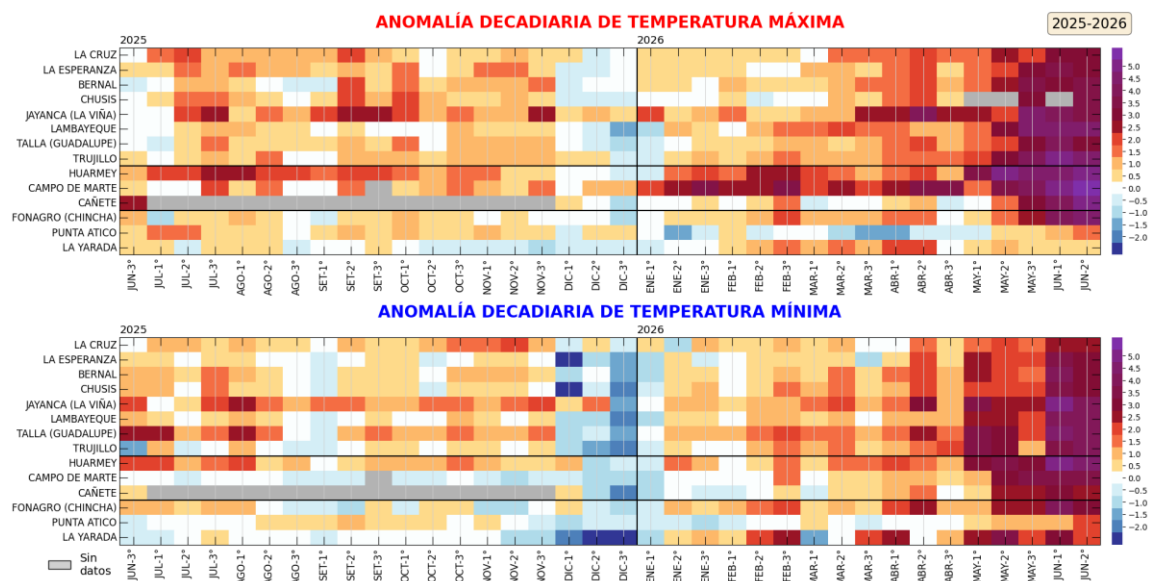 ANOMALÍA DECADIARIA DE TEMPERATURA MÁXIMA
2025-2026
2025
2026
LA CRUZ
LA ESPERANZA
BERNAL
CHUSIS
JAYANCA (LA VIÑA)
LAMBAYEQUE
TALLA (GUADALUPE)
TRUJILLO
HUARMEY
CAMPO DE MARTE
CAÑETE
FONAGRO (CHINCHA)
PUNTA ATICO
LA YARADA
5.0
4.5
4.0
3.5
3.0
2.5
2.0
1.5
1.0
0.5
0.0
−0.5
−1.0
−1.5
−2.0
JUN-3°
JUL-1°
JUL-2°
JUL-3°
AGO-1°
AGO-2°
AGO-3°
SET-1°
SET-2°
SET-3°
OCT-1°
OCT-2°
OCT-3°
NOV-1°
NOV-2°
NOV-3°
DIC-1°
DIC-2°
DIC-3°
ENE-1°
ENE-2°
ENE-3°
FEB-1°
FEB-2°
FEB-3°
MAR-1°
MAR-2°
MAR-3°
ABR-1°
ABR-2°
ABR-3°
MAY-1°
MAY-2°
MAY-3°
JUN-1°
JUN-2°
ANOMALÍA DECADIARIA DE TEMPERATURA MÍNIMA
2025
2026
LA CRUZ
LA ESPERANZA
BERNAL
CHUSIS
JAYANCA (LA VIÑA)
LAMBAYEQUE
TALLA (GUADALUPE)
TRUJILLO
HUARMEY
CAMPO DE MARTE
CAÑETE
FONAGRO (CHINCHA)
PUNTA ATICO
LA YARADA
5.0
4.5
4.0
3.5
3.0
2.5
2.0
1.5
1.0
0.5
0.0
−0.5
−1.0
−1.5
−2.0
JUN-3°
JUL-1°
JUL-2°
JUL-3°
AGO-1°
AGO-2°
AGO-3°
SET-1°
SET-2°
SET-3°
OCT-1°
OCT-2°
OCT-3°
NOV-1°
NOV-2°
NOV-3°
DIC-1°
DIC-2°
DIC-3°
ENE-1°
ENE-2°
ENE-3°
FEB-1°
FEB-2°
FEB-3°
MAR-1°
MAR-2°
MAR-3°
ABR-1°
ABR-2°
ABR-3°
MAY-1°
MAY-2°
MAY-3°
JUN-1°
JUN-2°
Sin
datos